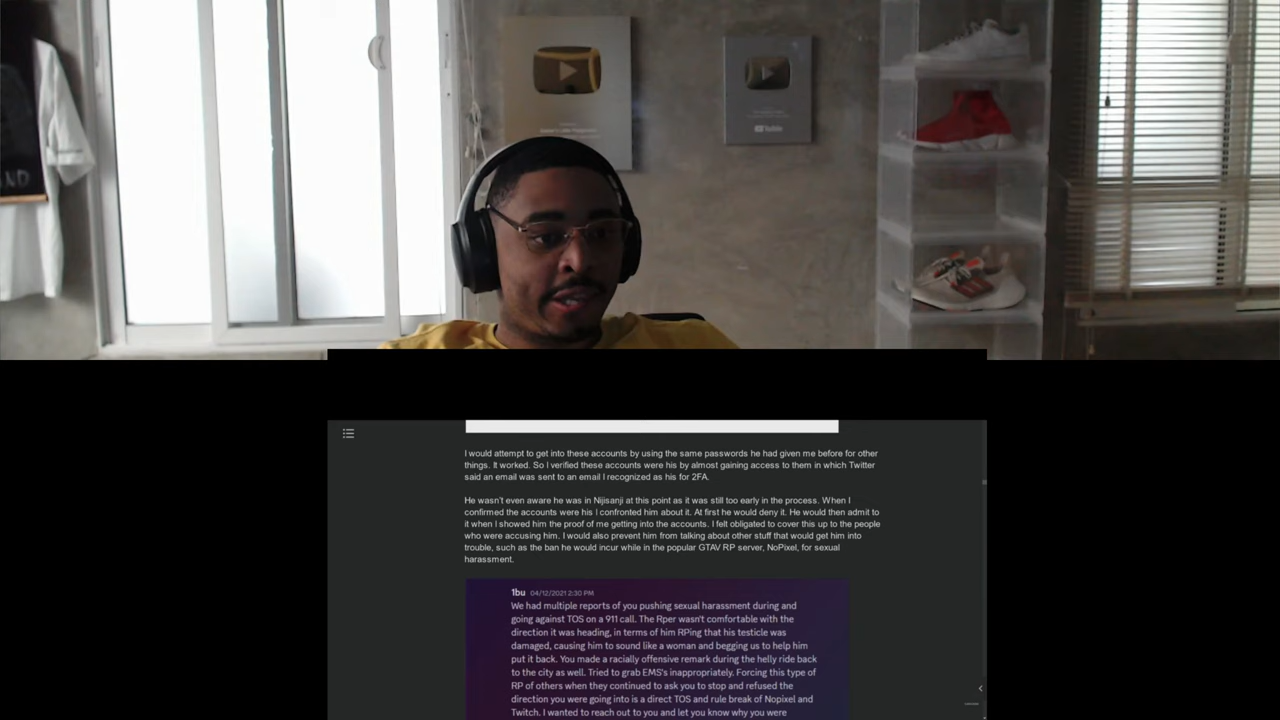 ND
YouTube
I would attempt to get into these accounts by using the same passwords he had given me before for other
things. It worked. So I verified these accounts were his by almost gaining access to them in which Twitter
said an email was sent to an email I recognized as his for 2FA.
He wasn't even aware he was in Nijisanji at this point as it was still too early in the process. When I
confirmed the accounts were his I confronted him about it. At first he would deny it. He would then admit to
it when I showed him the proof of me getting into the accounts. I felt obligated to cover this up to the people
who were accusing him. I would also prevent him from talking about other stuff that would get him into
trouble, such as the ban he would incur while in the popular GTAV RP server, NoPixel, for sexual
harassment.
1bu 04/12/2021 2:30 PM
We had multiple reports of you pushing sexual harassment during and
going against TOS on a 911 call. The Rper wasn't comfortable with the
direction it was heading, in terms of him RPing that his testicle was
damaged, causing him to sound like a woman and begging us to help him
put it back. You made a racially offensive remark during the helly ride back
to the city as well. Tried to grab EMS's inappropriately. Forcing this type of
RP of others when they continued to ask you to stop and refused the
direction you were going into is a direct TOS and rule break of Nopixel and
Twitch. I wanted to reach out to you and let you know why you were